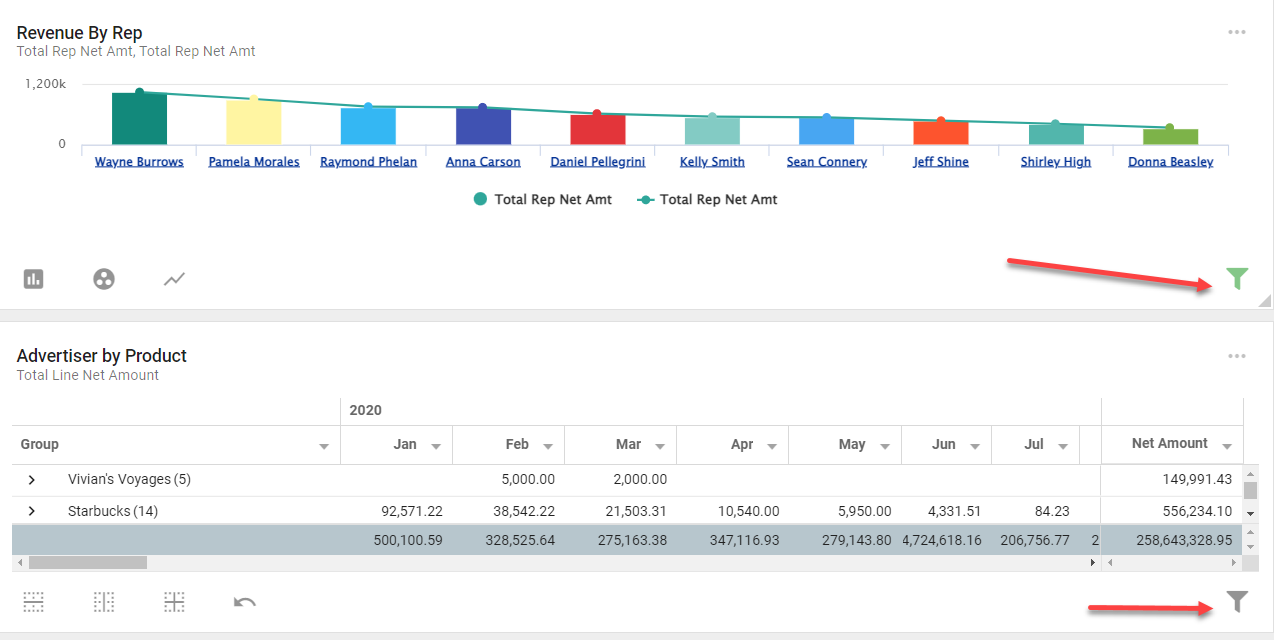 Revenue By Rep
Total Rep Net Amt, Total Rep Net Amt
1,200k
0
Wayne Burrows Pamela Morales Raymond Phelan Anna Carson Daniel Pellegrini Kelly Smith Sean Connery Jeff Shine Shirley High Donna Beasley
Total Rep Net Amt Total Rep Net Amt
Advertiser by Product
Total Line Net Amount
2020
Group Jan Feb Mar Apr May Jun Jul Net Amount
Vivian's Voyages (5) 5,000.00 2,000.00 149,991.43
Starbucks (14) 92,571.22 38,542.22 21,503.31 10,540.00 5,950.00 4,331.51 84.23 556,234.10
500,100.59 328,525.64 275,163.38 347,116.93 279,143.80 4,724,618.16 206,756.77 2 258,643,328.95